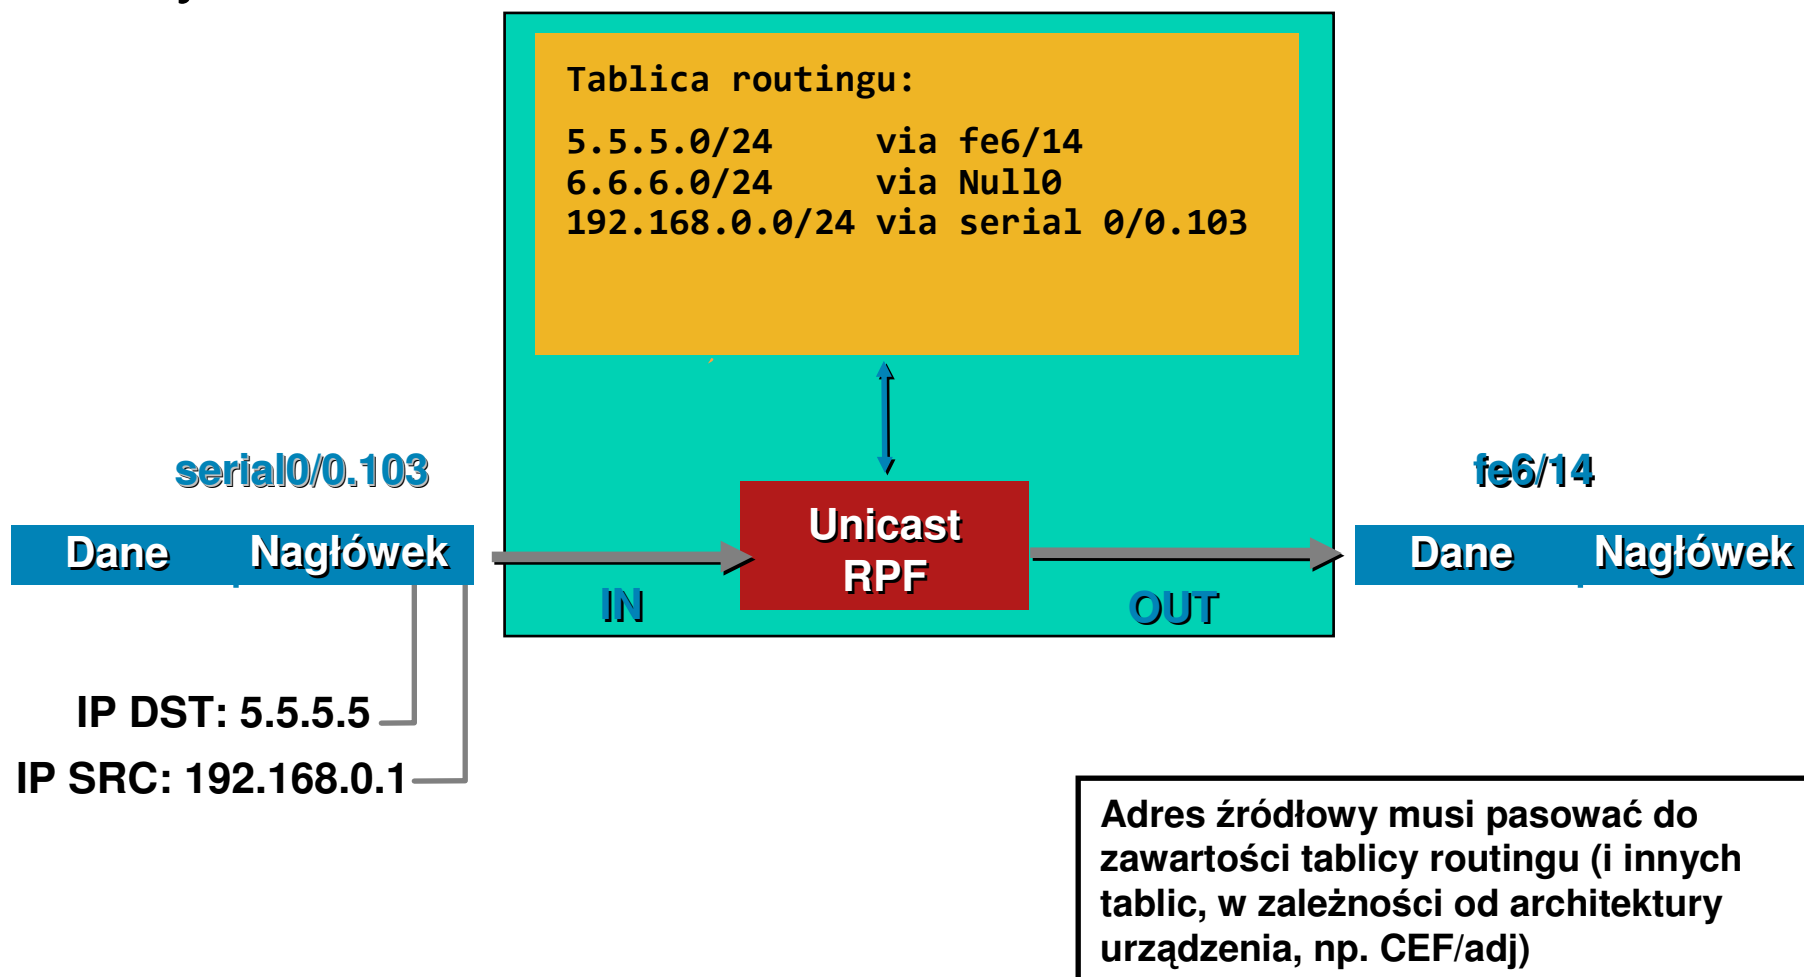 Tablica routingu:
5.5.5.0/24 via fe6/14
6.6.6.0/24 via Null0
192.168.0.0/24 via serial 0/0.103
serial0/0.103
fe6/14
Dane Nagłówek
Unicast
RPF
Dane Nagłówek
IN
OUT
IP DST: 5.5.5.5
IP SRC: 192.168.0.1
Adres źródłowy musi pasować do
zawartości tablicy routingu (i innych
tablic, w zależności od architektury
urządzenia, np. CEF/adj)